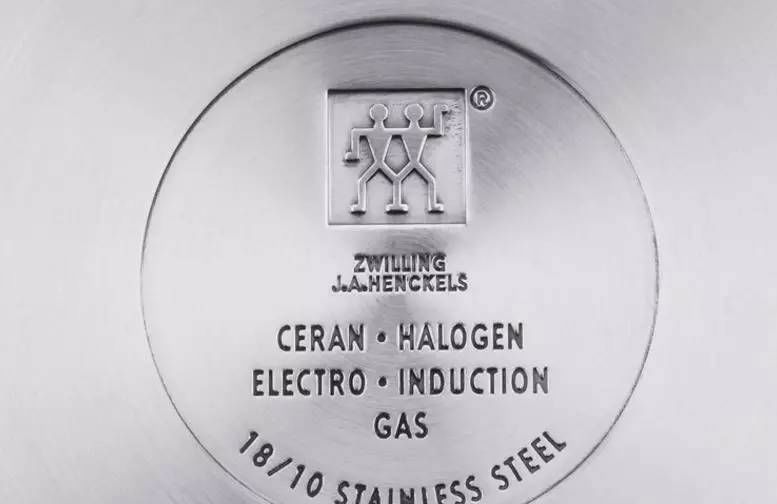 ®
ZWILLING
J.A.HENCKELS
CERAN • HALOGEN
ELECTRO • INDUCTION
GAS
18/10 STAINLESS STEEL